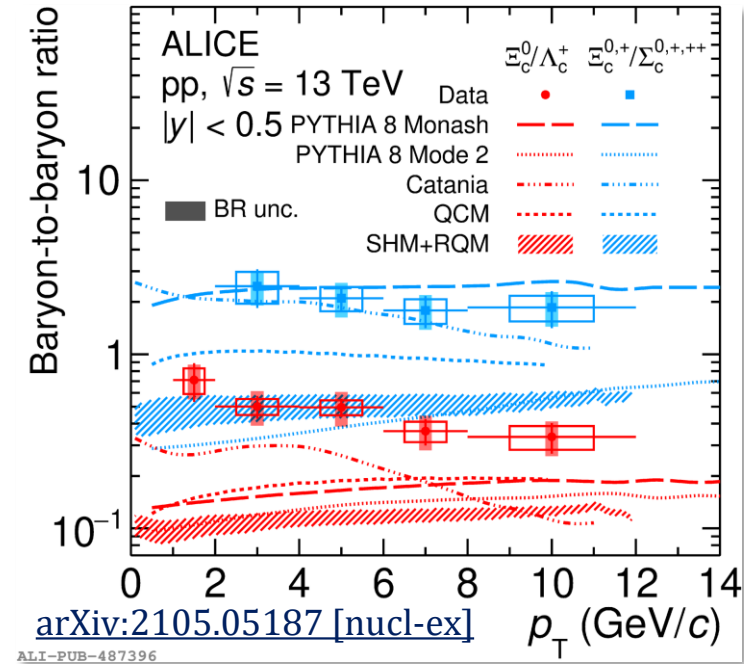 ALICE
pp, √s = 13 TeV
|y| < 0.5
Ξc⁰/Λc⁺ Ξc⁰,⁺/Σc⁰,⁺,⁺⁺
Data
PYTHIA 8 Monash
PYTHIA 8 Mode 2
Catania
QCM
SHM+RQM
BR unc.
Baryon-to-baryon ratio
10
1
10⁻¹
0 2 4 6 8 10 12 14
pT (GeV/c)
arXiv:2105.05187 [nucl-ex]
ALI-PUB-487396